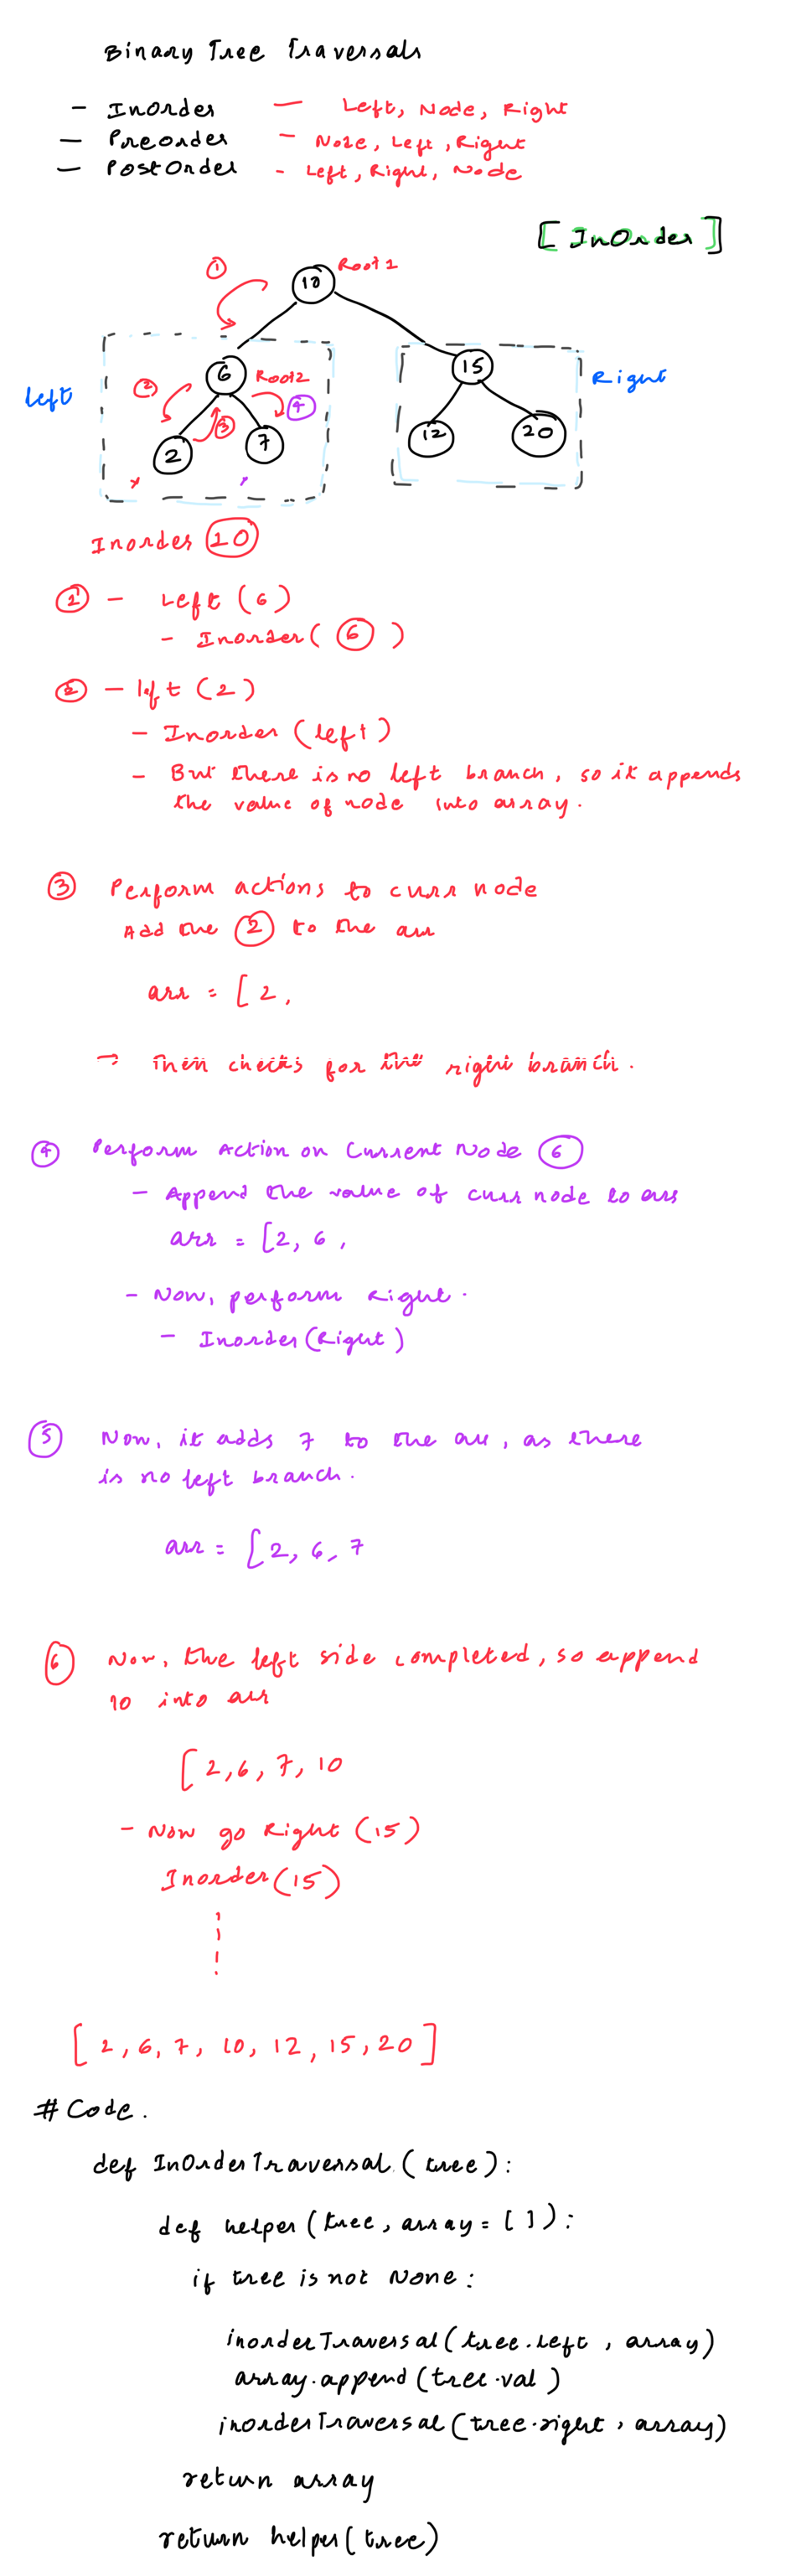 Binary Tree Traversals
- Inorder - Left, Node, Right
- Preorder - Node, Left, Right
- PostOrder - Left, Right, Node
[InOrder]
1 10 Root1
Left 6 Root2 15 Right
2 3 4
2 7 12 20
Inorder 10
1 - Left (6)
- Inorder( 6 )
2 - left (2)
- Inorder (left)
- But there is no left branch, so it appends
the value of node into array.
3 Perform actions to curr node
Add the 2 to the arr
arr = [ 2,
→ Then checks for the right branch.
4 Perform Action on Current Node 6
- Append the value of curr node to arr
arr = [2, 6,
- Now, perform Right.
- Inorder(Right)
5 Now, it adds 7 to the arr, as there
is no left branch.
arr = [ 2, 6, 7
6 Now, the left side completed, so append
10 into arr
[ 2,6, 7, 10
- Now go Right (15)
Inorder(15)
[ 2, 6, 7, 10, 12, 15, 20 ]
# Code.
def InOrderTraversal (tree):
def helper (tree, array = [ ]):
if tree is not None:
inorderTraversal(tree.left, array)
array.append(tree.val)
inorderTraversal(tree.right, array)
return array
return helper(tree)